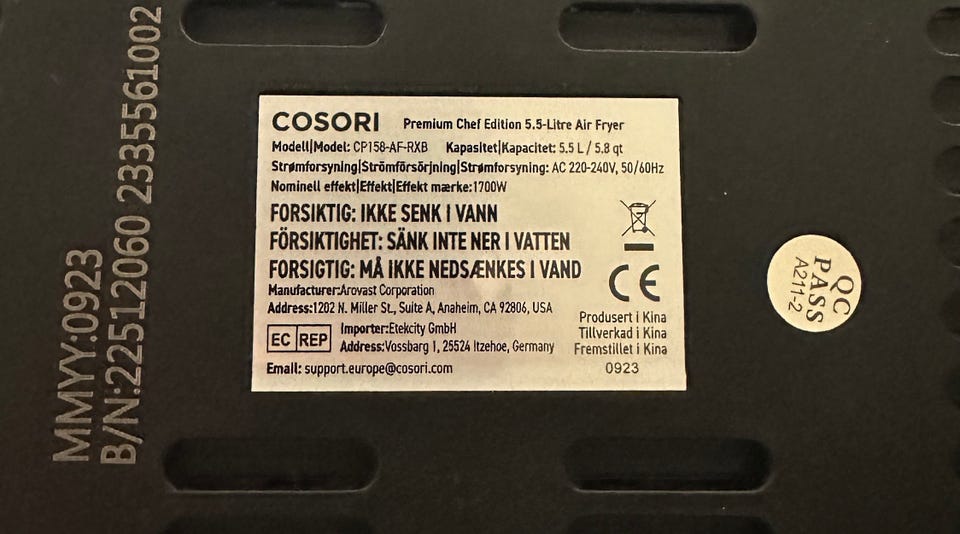 COSORI Premium Chef Edition 5.5-Litre Air Fryer
Modell|Model: CP158-AF-RXB Kapasitet|Kapacitet: 5.5 L / 5.8 qt
Strømforsyning|Strömförsörjning|Strømforsyning: AC 220-240V, 50/60Hz
Nominell effekt|Effekt|Effekt mærke:1700W
FORSIKTIG: IKKE SENK I VANN
FÖRSIKTIGHET: SÄNK INTE NER I VATTEN
FORSIGTIG: MÅ IKKE NEDSÆNKES I VAND
Manufacturer:Arovast Corporation
Address:1202 N. Miller St., Suite A, Anaheim, CA 92806, USA
EC REP
Importer:Etekcity GmbH
Address:Vossbarg 1, 25524 Itzehoe, Germany
Email: support.europe@cosori.com
CE
Produsert i Kina
Tillverkad i Kina
Fremstillet i Kina
0923
MMYY:0923
B/N:22512060 2335561002
QC
PASS
A211-2